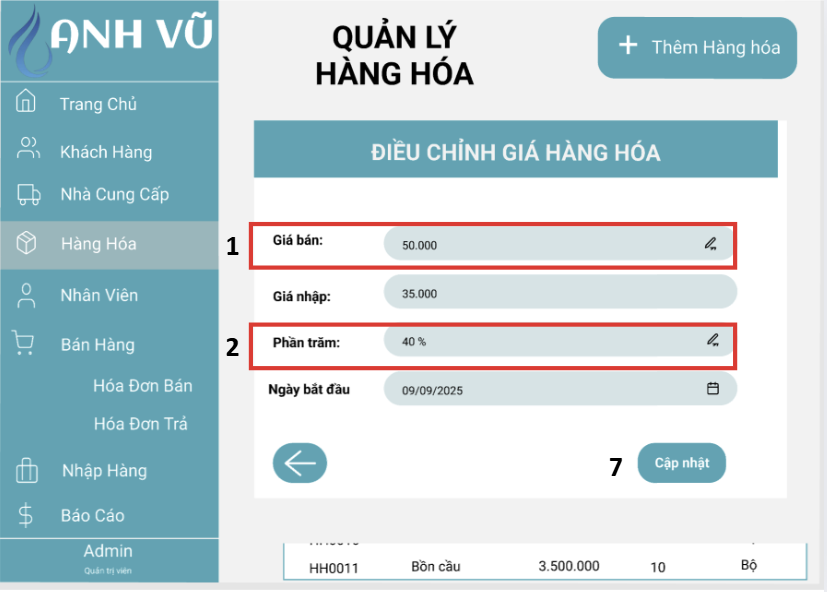 ANH VŨ
Trang Chủ
Khách Hàng
Nhà Cung Cấp
Hàng Hóa
Nhân Viên
Bán Hàng
Hóa Đơn Bán
Hóa Đơn Trả
Nhập Hàng
Báo Cáo
Admin
Quản trị viên
QUẢN LÝ
HÀNG HÓA
+ Thêm Hàng hóa
ĐIỀU CHỈNH GIÁ HÀNG HÓA
1 Giá bán: 50.000
Giá nhập: 35.000
2 Phần trăm: 40 %
Ngày bắt đầu 09/09/2025
7 Cập nhật
HH0011 Bồn cầu 3.500.000 10 Bộ